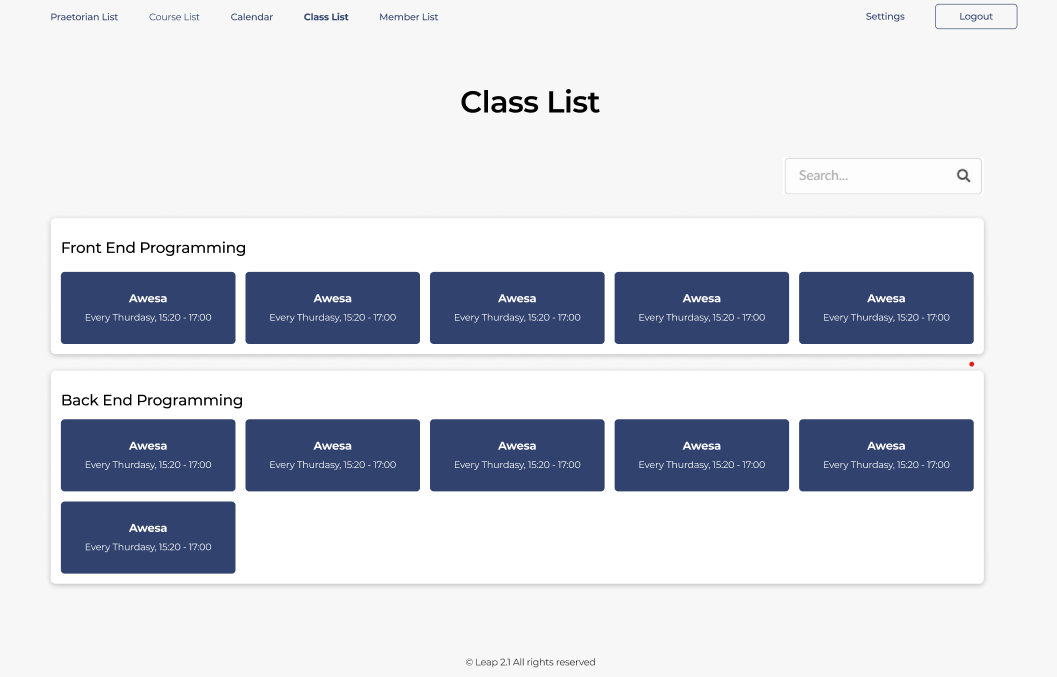 Praetorian List
Course List
Calendar
Class List
Member List
Settings
Logout
Class List
Search...
Front End Programming
Awesa
Every Thurdasy, 15:20 - 17:00
Awesa
Every Thurdasy, 15:20 - 17:00
Awesa
Every Thurdasy, 15:20 - 17:00
Awesa
Every Thurdasy, 15:20 - 17:00
Awesa
Every Thurdasy, 15:20 - 17:00
Back End Programming
Awesa
Every Thurdasy, 15:20 - 17:00
Awesa
Every Thurdasy, 15:20 - 17:00
Awesa
Every Thurdasy, 15:20 - 17:00
Awesa
Every Thurdasy, 15:20 - 17:00
Awesa
Every Thurdasy, 15:20 - 17:00
Awesa
Every Thurdasy, 15:20 - 17:00
© Leap 2.1 All rights reserved